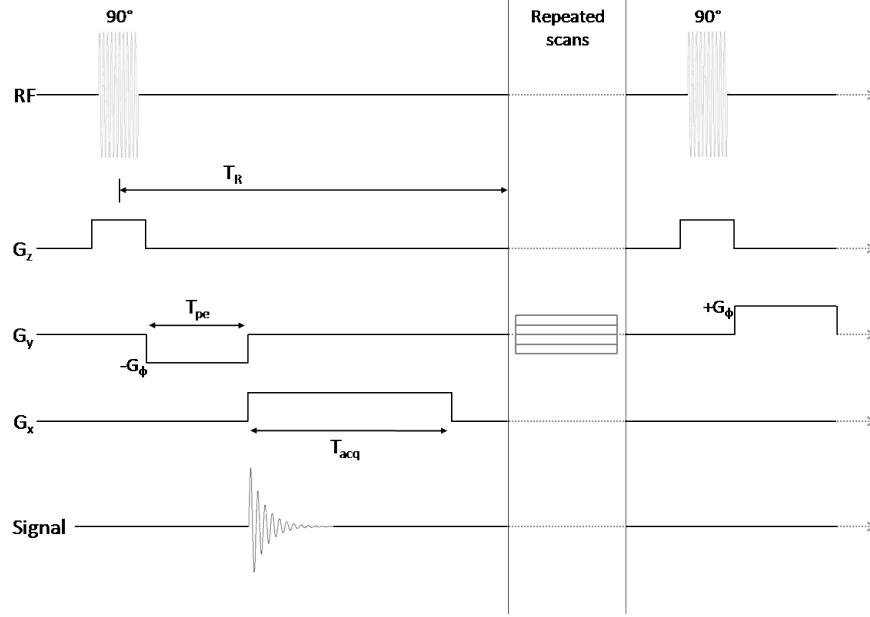 90° Repeated scans 90°
RF
T_R
G_z
T_pe
+G_ϕ
G_y
-G_ϕ
G_x
T_acq
Signal